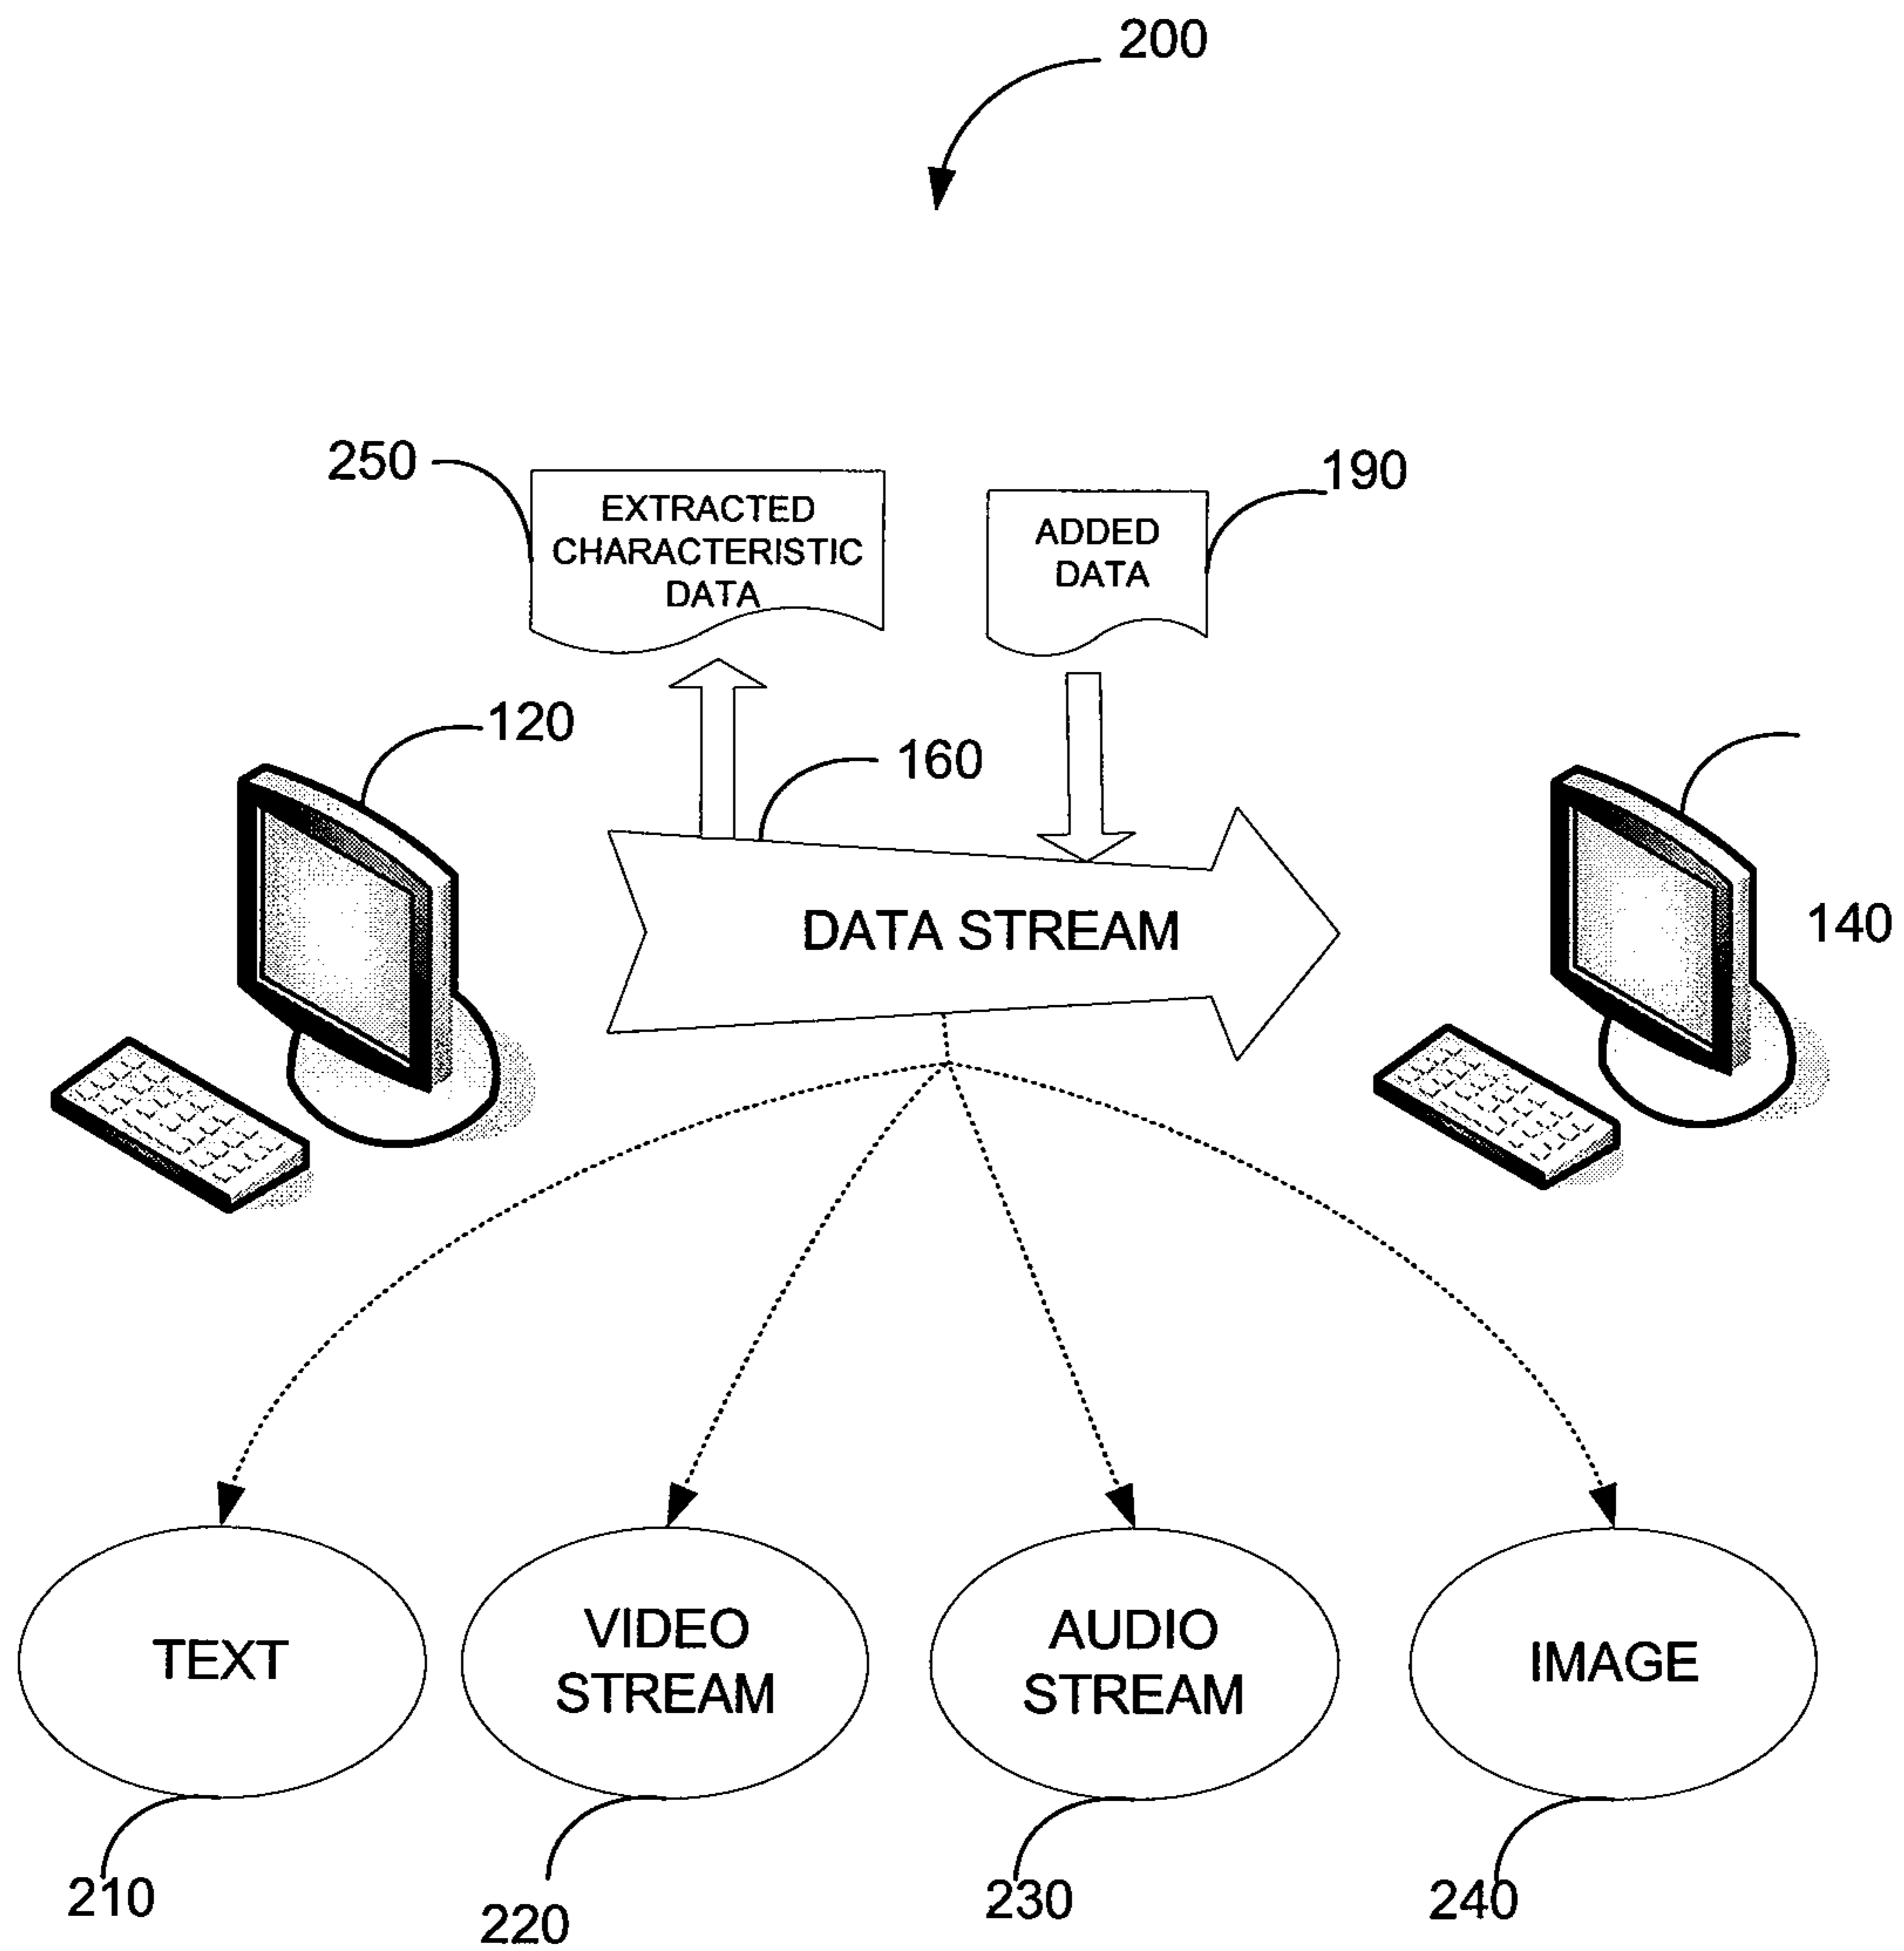 200
250
EXTRACTED
CHARACTERISTIC
DATA
190
ADDED
DATA
120
160
140
DATA STREAM
TEXT
VIDEO
STREAM
AUDIO
STREAM
IMAGE
210
220
230
240